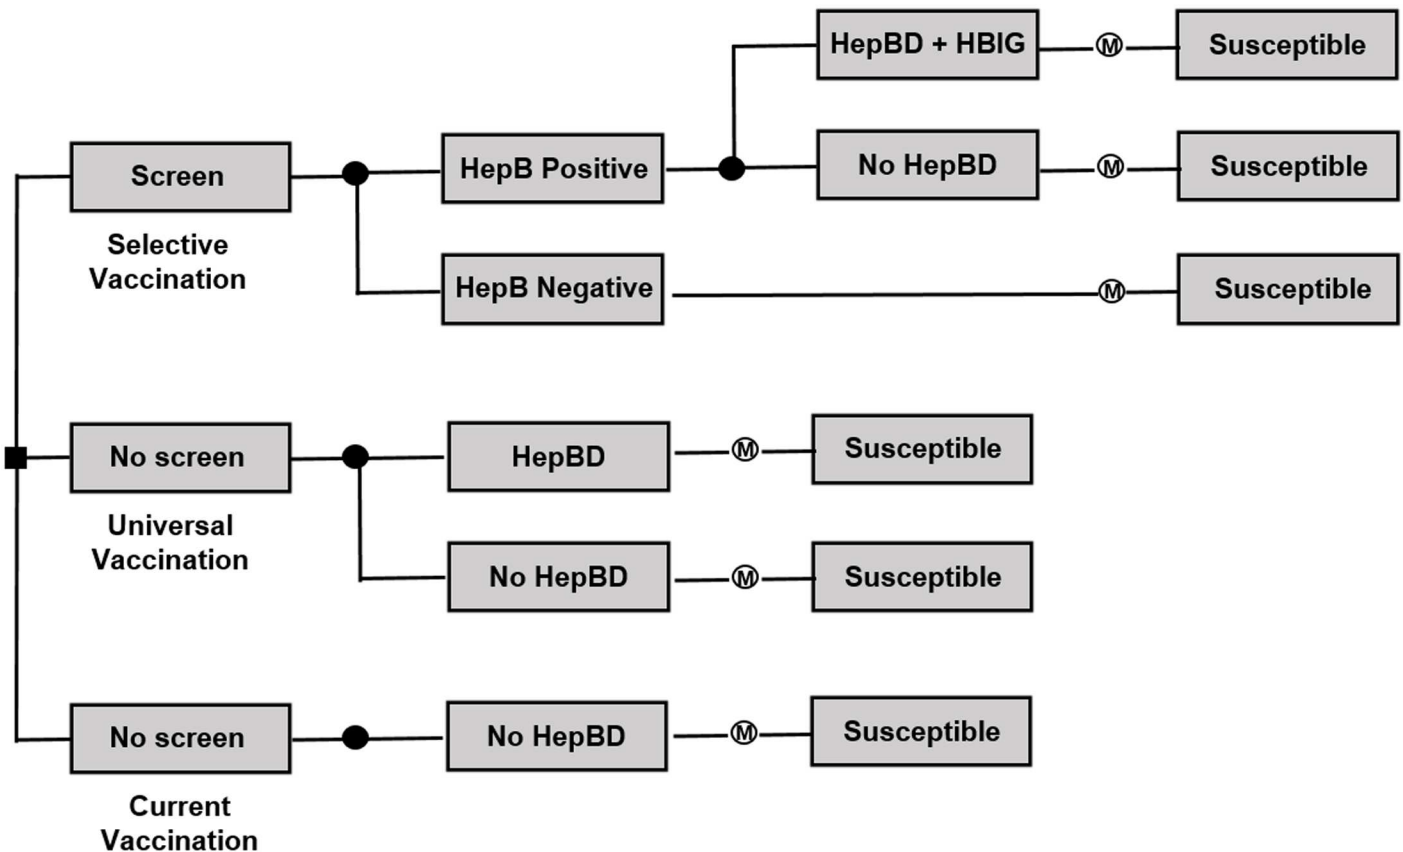 HepBD + HBIG
M
Susceptible
HepB Positive
No HepBD
M
Susceptible
Screen
Selective
Vaccination
HepB Negative
M
Susceptible
No screen
Universal
Vaccination
HepBD
M
Susceptible
No HepBD
M
Susceptible
No screen
Current
Vaccination
No HepBD
M
Susceptible